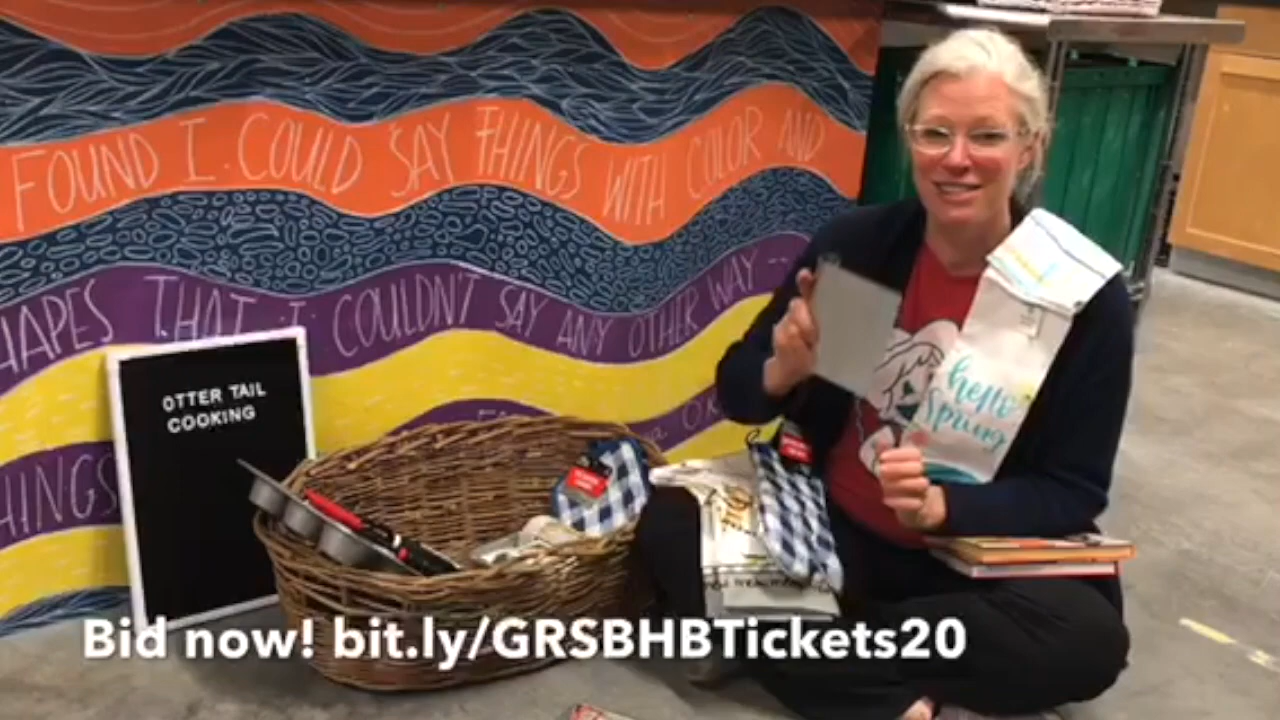 FOUND I COULD SAY THINGS WITH COLOR AND
HAPES THAT I COULDN'T SAY ANY OTHER WAY --
THINGS
OTTER TAIL
COOKING
hello
Spring
Bid now! bit.ly/GRSBHBTickets20